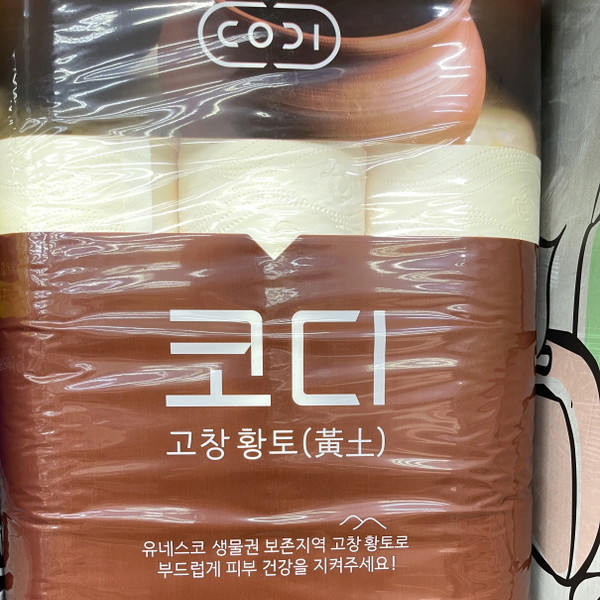 CODI
코디
고창 황토(黃土)
유네스코 생물권 보존지역 고창 황토로
부드럽게 피부 건강을 지켜주세요!